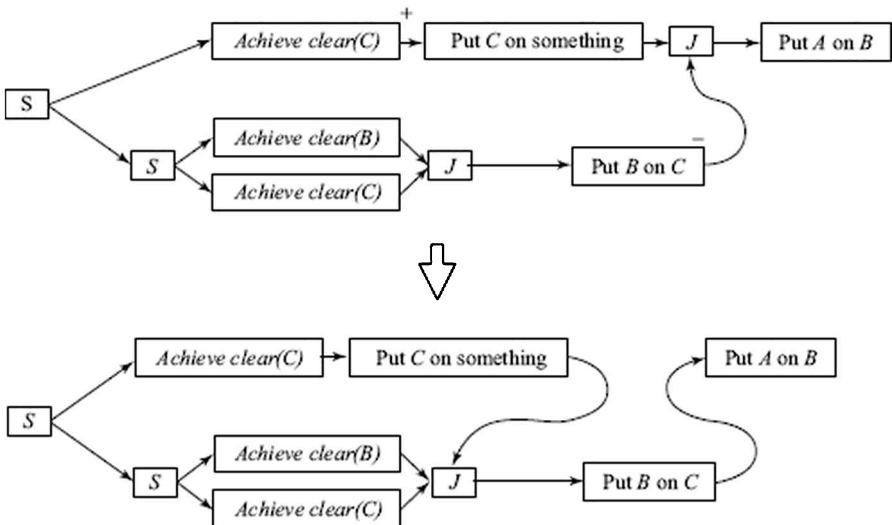 Achieve clear(C)
+
Put C on something
J
Put A on B
S
S
Achieve clear(B)
Achieve clear(C)
J
Put B on C
–
Achieve clear(C)
Put C on something
Put A on B
S
S
Achieve clear(B)
Achieve clear(C)
J
Put B on C